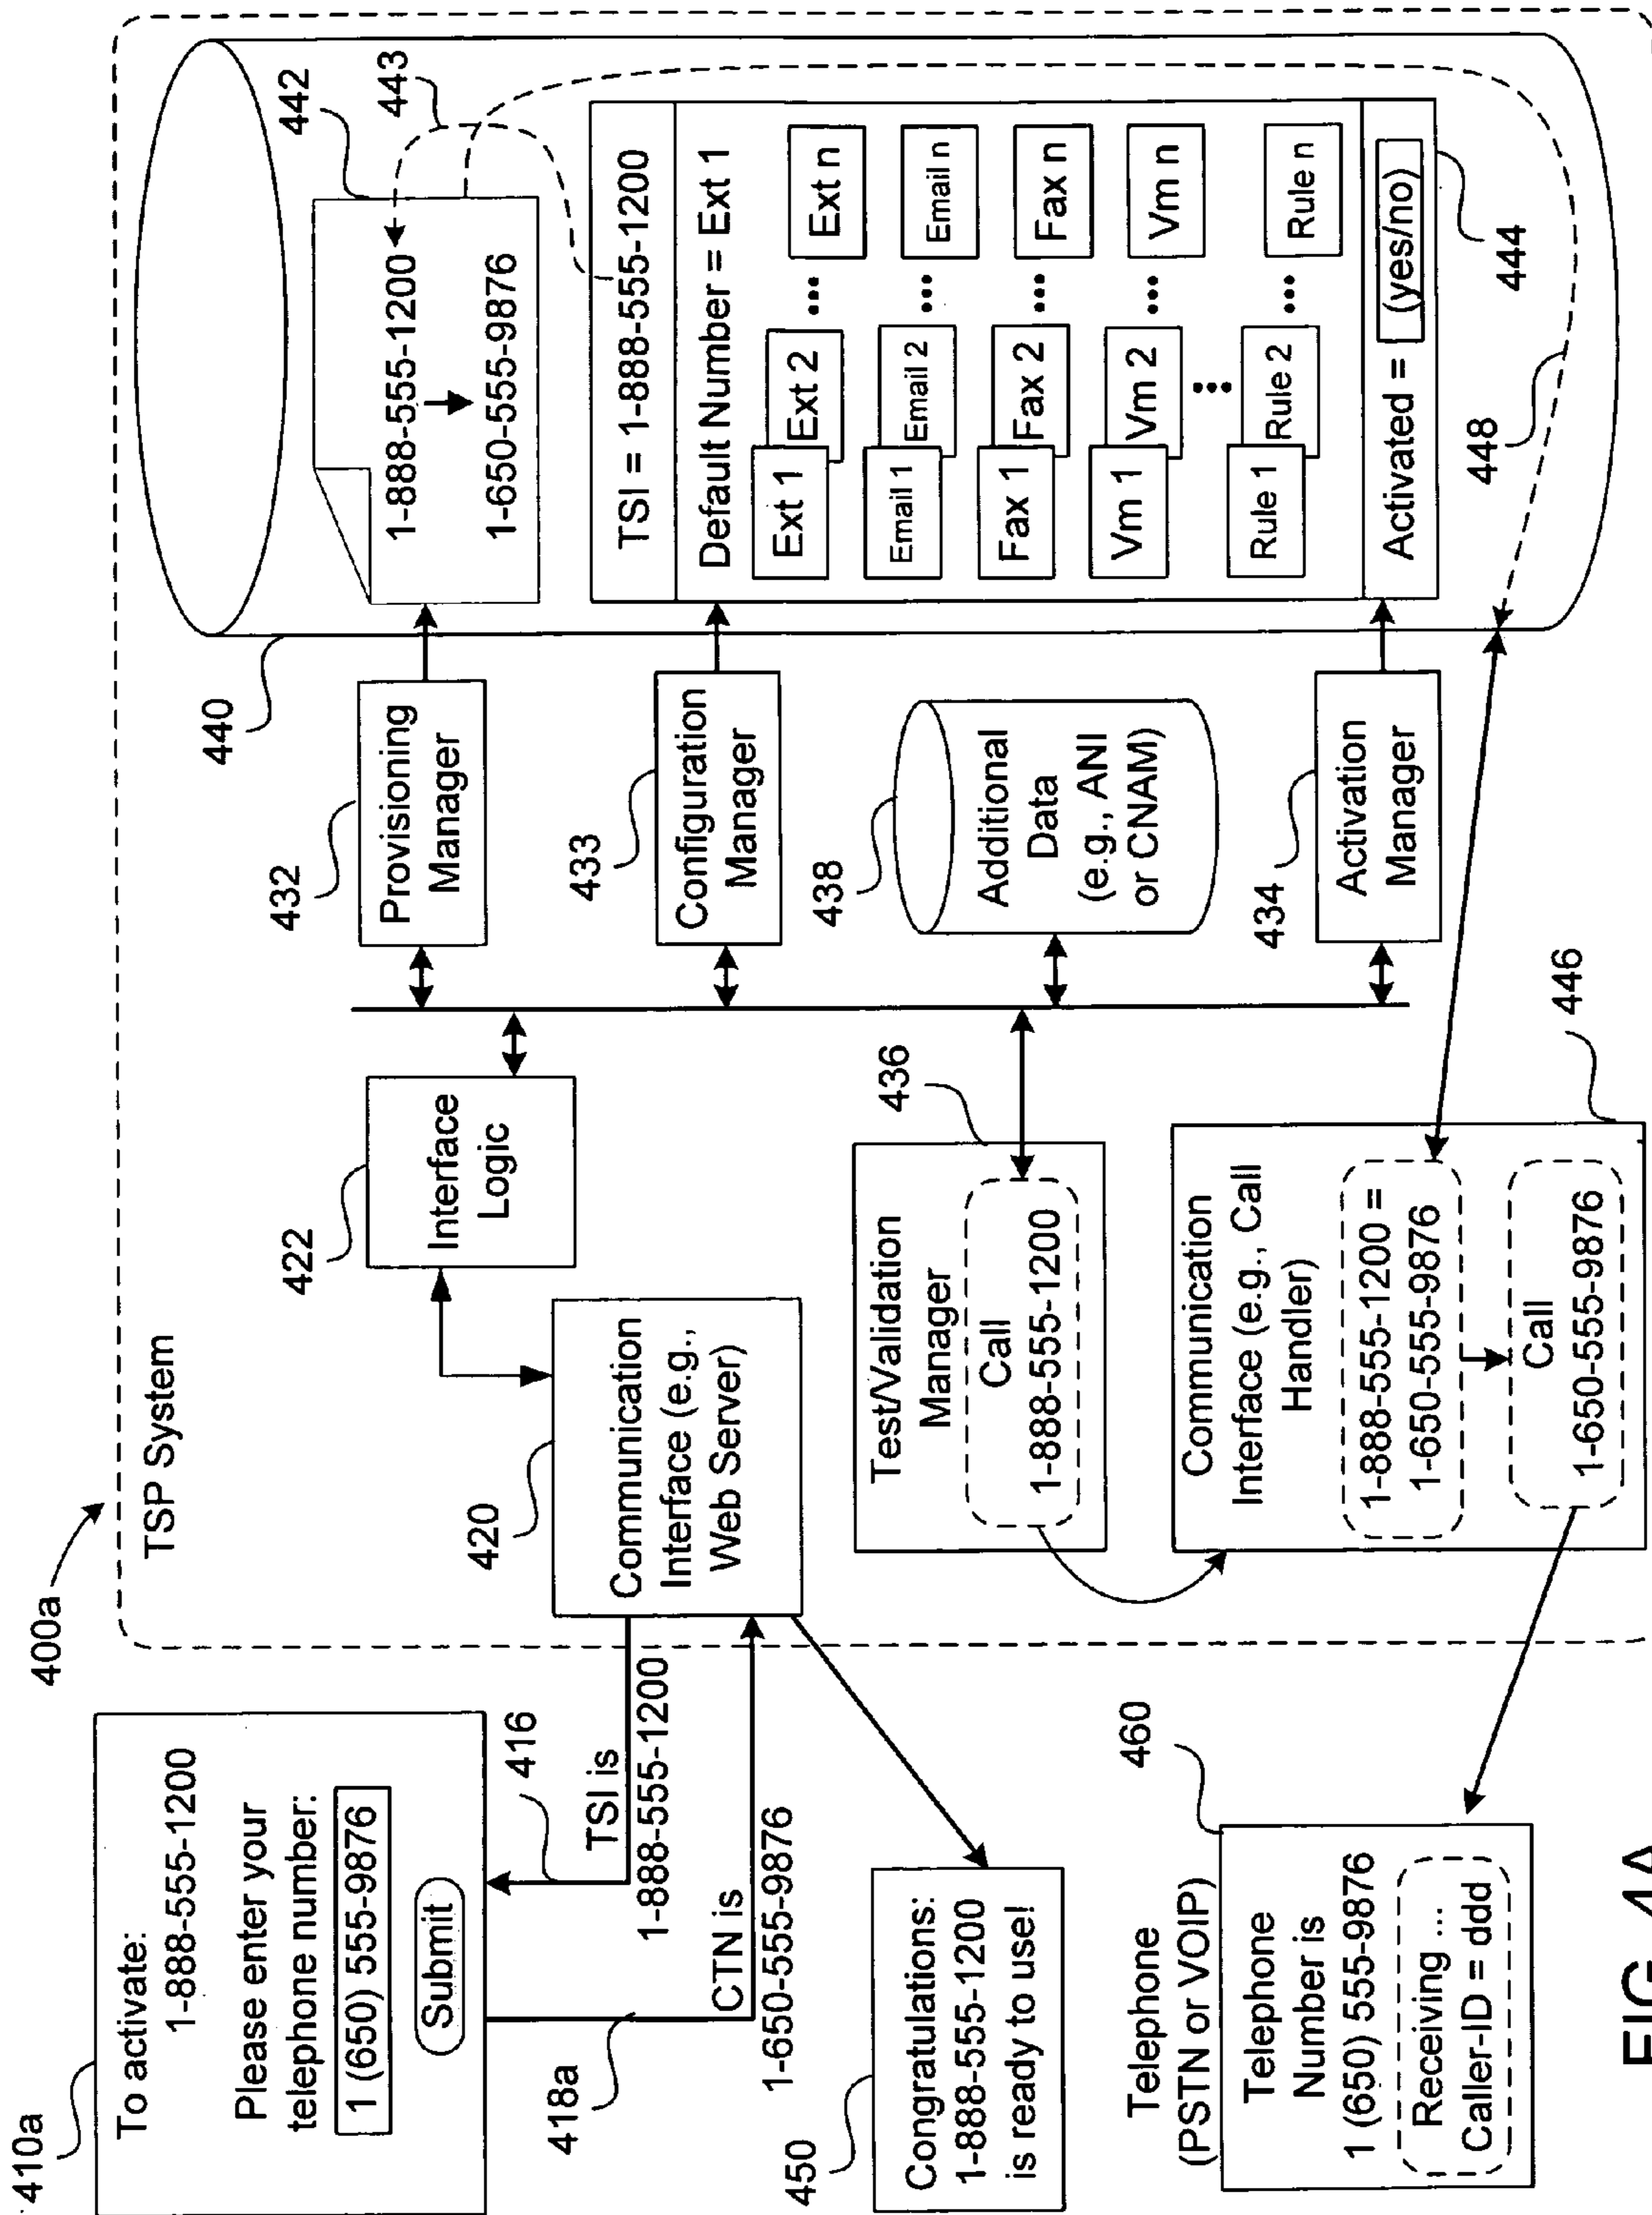 400a
TSP System
410a
To activate:
1-888-555-1200
Please enter your
telephone number:
1 (650) 555-9876
Submit
416
TSI is
1-888-555-1200
418a
CTN is
1-650-555-9876
420
Communication
Interface (e.g.,
Web Server)
422
Interface
Logic
432
Provisioning
Manager
433
Configuration
Manager
438
Additional
Data
(e.g., ANI
or CNAM)
434
Activation
Manager
440
442
1-888-555-1200
1-650-555-9876
443
TSI = 1-888-555-1200
Default Number = Ext 1
Ext 1 Ext 2 ... Ext n
Email 1 Email 2 ... Email n
Fax 1 Fax 2 ... Fax n
Vm 1 Vm 2 ... Vm n
...
Rule 1 Rule 2 ... Rule n
Activated = (yes/no)
444
448
436
Test/Validation
Manager
Call
1-888-555-1200
446
Communication
Interface (e.g., Call
Handler)
1-888-555-1200 =
1-650-555-9876
Call
1-650-555-9876
450
Congratulations:
1-888-555-1200
is ready to use!
460
Telephone
(PSTN or VOIP)
Telephone
Number is
1 (650) 555-9876
Receiving ...
Caller-ID = ddd
FIG. 4A